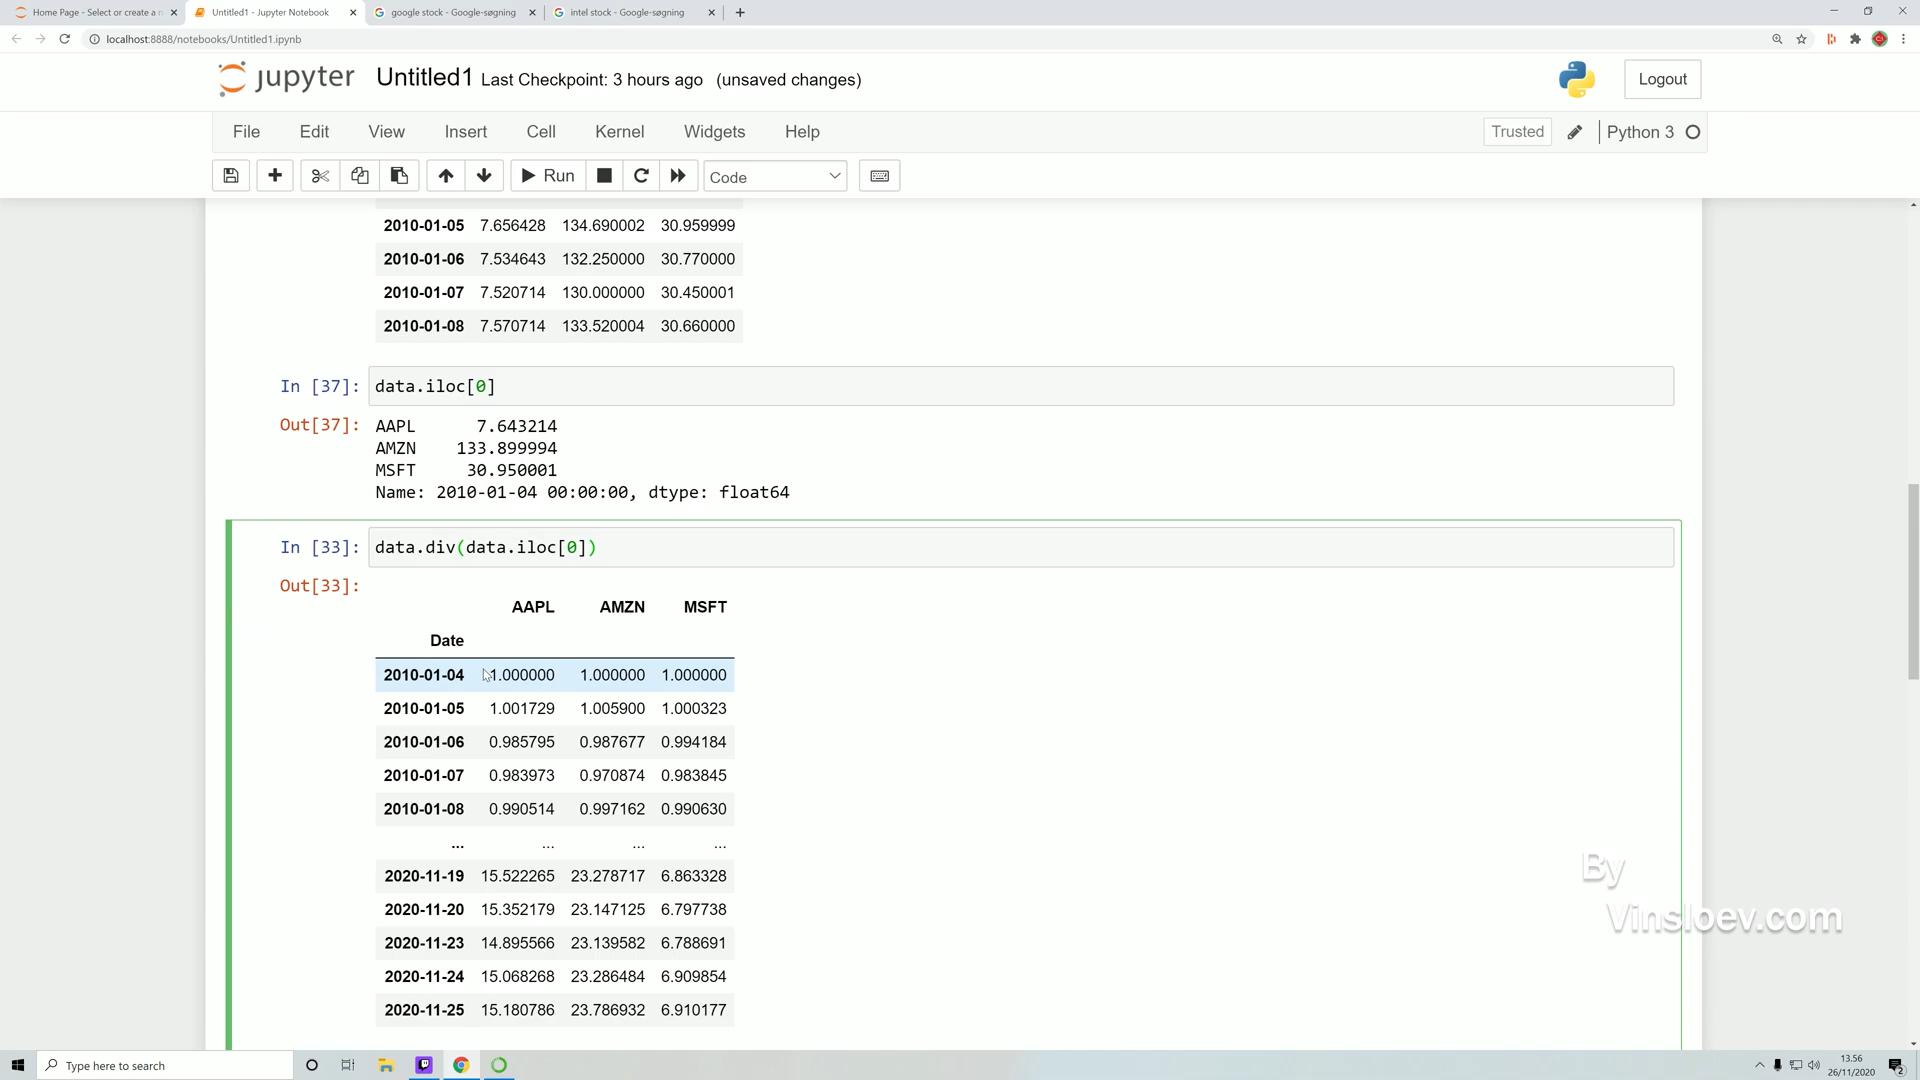 Home Page - Select or create a n
Untitled1 - Jupyter Notebook
google stock - Google-søgning
intel stock - Google-søgning
localhost:8888/notebooks/Untitled1.ipynb
jupyter Untitled1 Last Checkpoint: 3 hours ago (unsaved changes)
Logout
File Edit View Insert Cell Kernel Widgets Help
Trusted Python 3
Run Code
2010-01-05 7.656428 134.690002 30.959999
2010-01-06 7.534643 132.250000 30.770000
2010-01-07 7.520714 130.000000 30.450001
2010-01-08 7.570714 133.520004 30.660000
In [37]: data.iloc[0]
Out[37]: AAPL 7.643214
AMZN 133.899994
MSFT 30.950001
Name: 2010-01-04 00:00:00, dtype: float64
In [33]: data.div(data.iloc[0])
Out[33]:
AAPL AMZN MSFT
Date
2010-01-04 1.000000 1.000000 1.000000
2010-01-05 1.001729 1.005900 1.000323
2010-01-06 0.985795 0.987677 0.994184
2010-01-07 0.983973 0.970874 0.983845
2010-01-08 0.990514 0.997162 0.990630
... ... ... ...
2020-11-19 15.522265 23.278717 6.863328
2020-11-20 15.352179 23.147125 6.797738
2020-11-23 14.895566 23.139582 6.788691
2020-11-24 15.068268 23.286484 6.909854
2020-11-25 15.180786 23.786932 6.910177
By
Vinsloev.com
Type here to search
13.56
26/11/2020
2